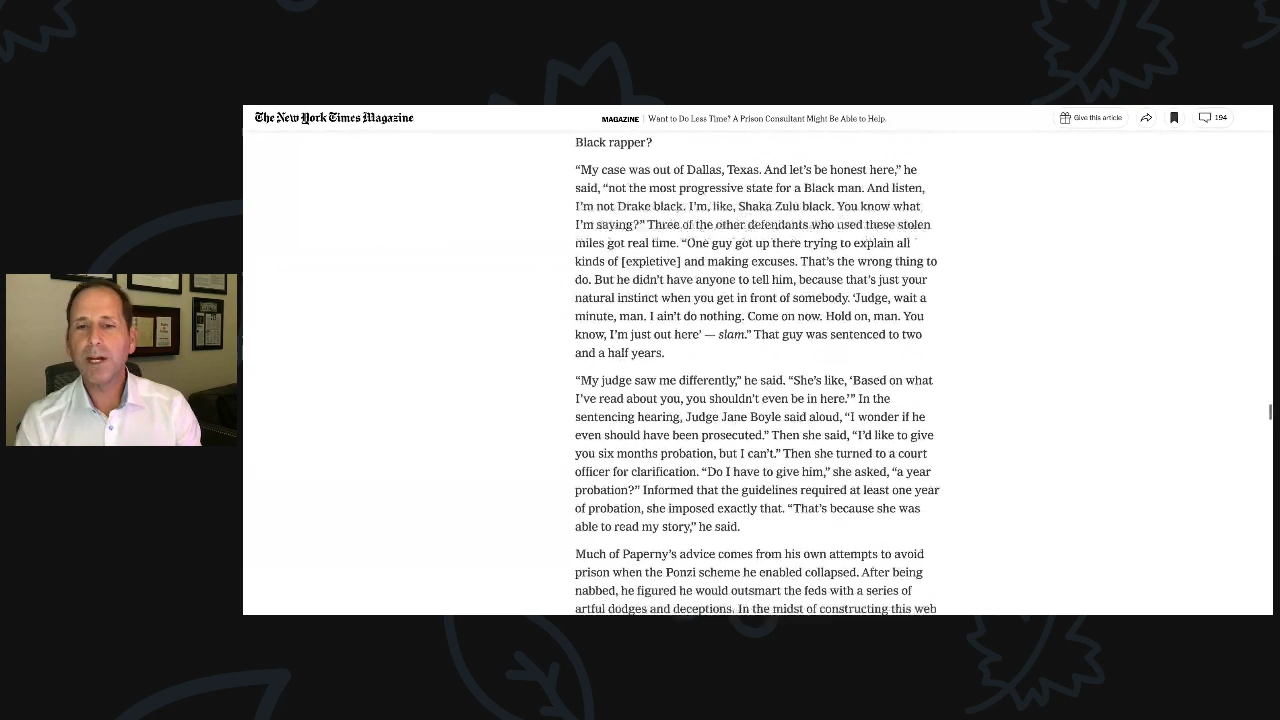 The New York Times Magazine
MAGAZINE | Want to Do Less Time? A Prison Consultant Might Be Able to Help.
Give this article
194
Black rapper?
“My case was out of Dallas, Texas. And let’s be honest here,” he
said, “not the most progressive state for a Black man. And listen,
I’m not Drake black. I’m, like, Shaka Zulu black. You know what
I’m saying?” Three of the other defendants who used these stolen
miles got real time. “One guy got up there trying to explain all
kinds of [expletive] and making excuses. That’s the wrong thing to
do. But he didn’t have anyone to tell him, because that’s just your
natural instinct when you get in front of somebody. ‘Judge, wait a
minute, man. I ain’t do nothing. Come on now. Hold on, man. You
know, I’m just out here’ — slam.” That guy was sentenced to two
and a half years.
“My judge saw me differently,” he said. “She’s like, ‘Based on what
I’ve read about you, you shouldn’t even be in here.’” In the
sentencing hearing, Judge Jane Boyle said aloud, “I wonder if he
even should have been prosecuted.” Then she said, “I’d like to give
you six months probation, but I can’t.” Then she turned to a court
officer for clarification. “Do I have to give him,” she asked, “a year
probation?” Informed that the guidelines required at least one year
of probation, she imposed exactly that. “That’s because she was
able to read my story,” he said.
Much of Paperny’s advice comes from his own attempts to avoid
prison when the Ponzi scheme he enabled collapsed. After being
nabbed, he figured he would outsmart the feds with a series of
artful dodges and deceptions. In the midst of constructing this web